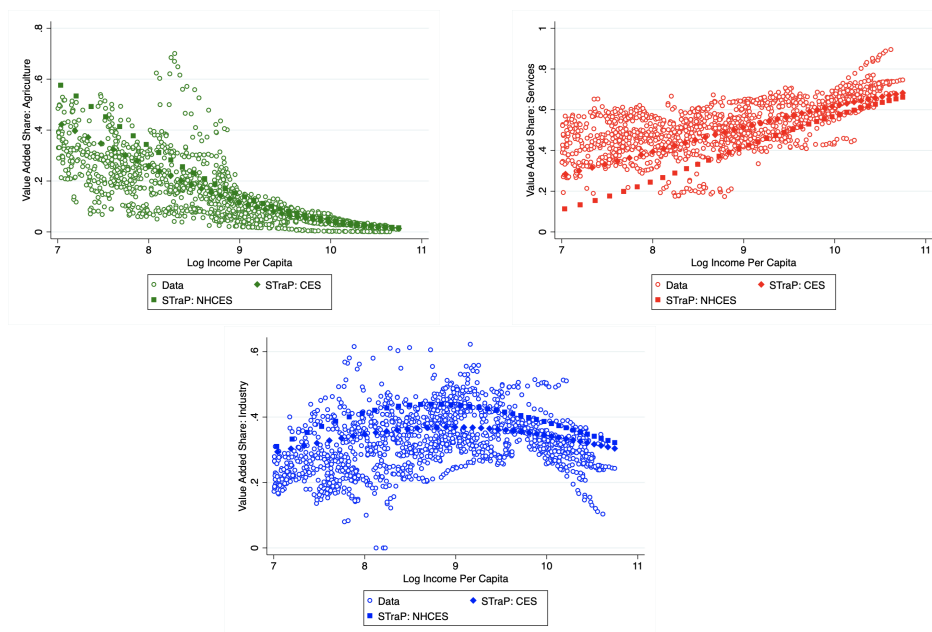 Value Added Share: Agriculture
.8
.6
.4
.2
0
7 8 9 10 11
Log Income Per Capita
Data STraP: CES
STraP: NHCES
Value Added Share: Services
1
.8
.6
.4
.2
0
7 8 9 10 11
Log Income Per Capita
Data STraP: CES
STraP: NHCES
Value Added Share: Industry
.6
.4
.2
0
7 8 9 10 11
Log Income Per Capita
Data STraP: CES
STraP: NHCES